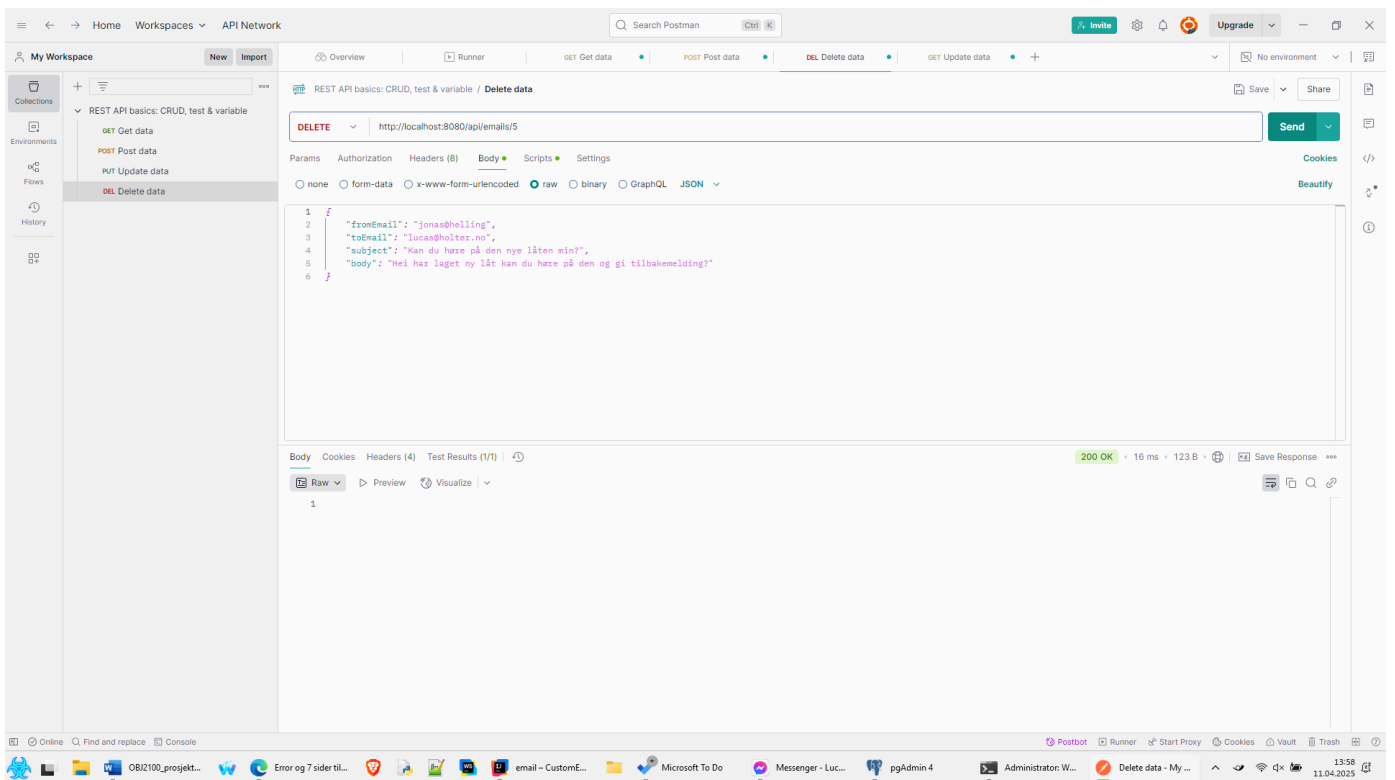 Home Workspaces API Network Search Postman Ctrl K Invite Upgrade
My Workspace New Import Overview Runner GET Get data POST Post data DEL Delete data GET Update data No environment
Collections
Environments
Flows
History
REST API basics: CRUD, test & variable
GET Get data
POST Post data
PUT Update data
DEL Delete data
HTTP REST API basics: CRUD, test & variable / Delete data Save Share
DELETE http://localhost:8080/api/emails/5 Send
Params Authorization Headers (8) Body Scripts Settings Cookies
none form-data x-www-form-urlencoded raw binary GraphQL JSON Beautify
1 {
2 "fromEmail": "jonas@helling",
3 "toEmail": "lucas@holter.no",
4 "subject": "Kan du høre på den nye låten min?",
5 "body": "Hei har laget ny låt kan du høre på den og gi tilbakemelding?"
6 }
Body Cookies Headers (4) Test Results (1/1) 200 OK 16 ms 123 B Save Response
Raw Preview Visualize
1
Online Find and replace Console Postbot Runner Start Proxy Cookies Vault Trash
OBJ2100_prosjekt... Error og 7 sider til... WS IJ email – CustomE... Microsoft To Do Messenger - Luc... pgAdmin 4 Administrator: W... Delete data - My ... 13:58
11.04.2025